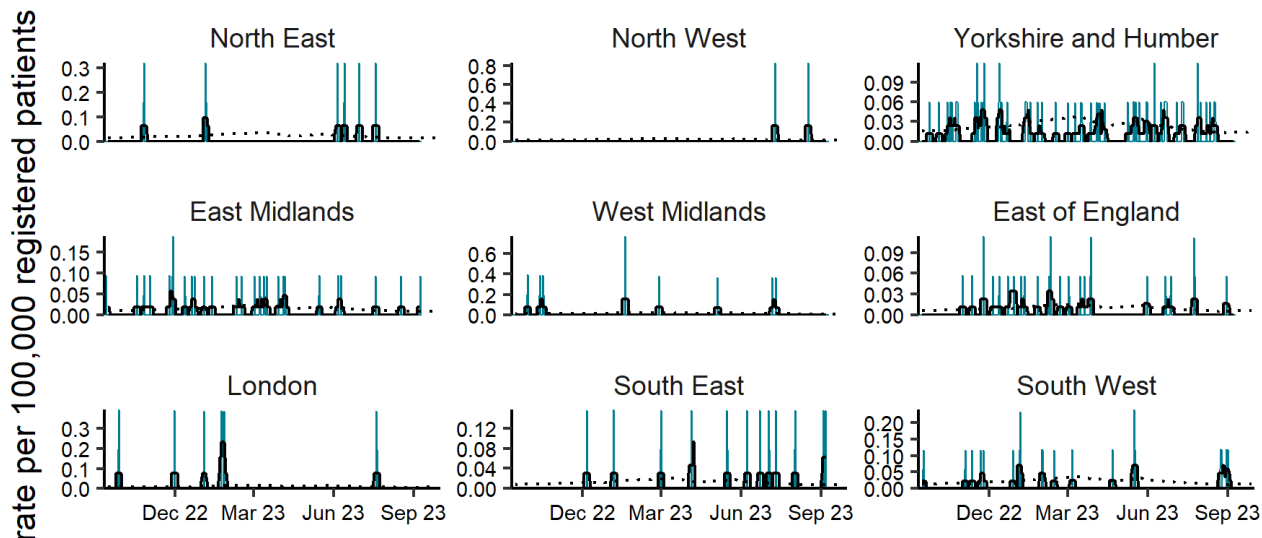 rate per 100,000 registered patients
North East
0.3
0.2
0.1
0.0
North West
0.8
0.6
0.4
0.2
0.0
Yorkshire and Humber
0.09
0.06
0.03
0.00
East Midlands
0.15
0.10
0.05
0.00
West Midlands
0.6
0.4
0.2
0.0
East of England
0.09
0.06
0.03
0.00
London
0.3
0.2
0.1
0.0
Dec 22 Mar 23 Jun 23 Sep 23
South East
0.12
0.08
0.04
0.00
Dec 22 Mar 23 Jun 23 Sep 23
South West
0.20
0.15
0.10
0.05
0.00
Dec 22 Mar 23 Jun 23 Sep 23